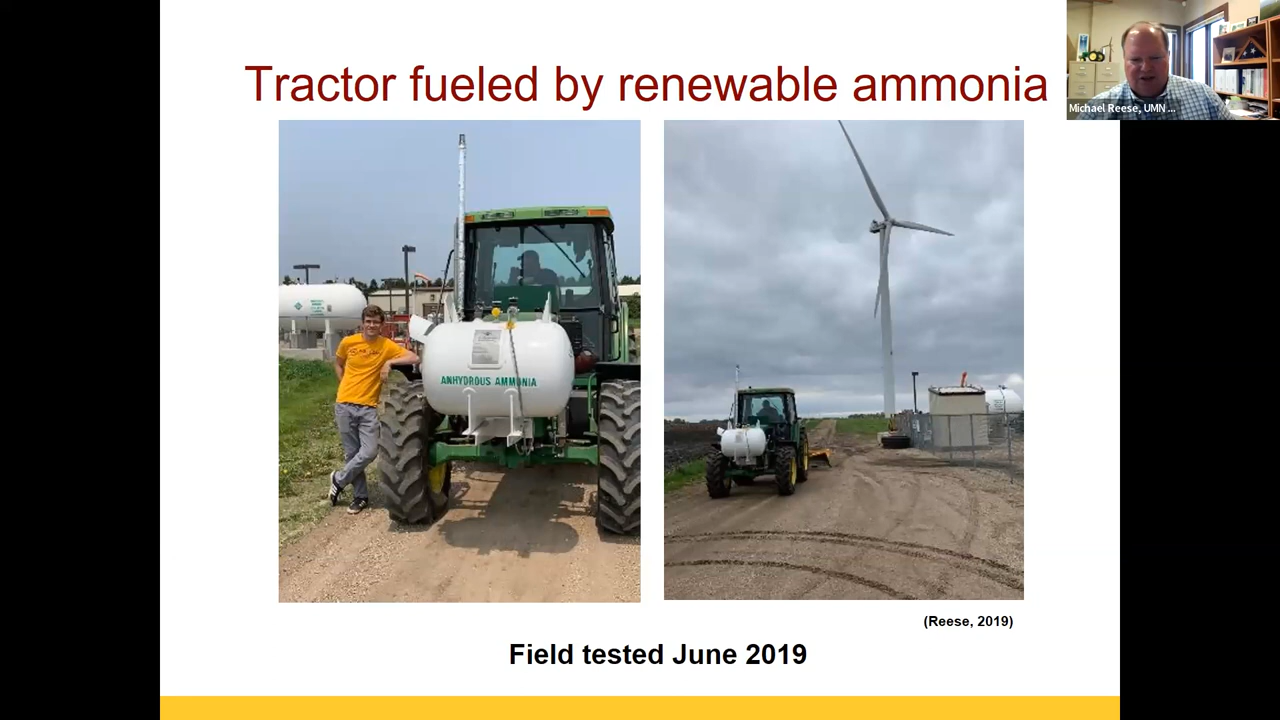 Tractor fueled by renewable ammonia
Michael Reese, UMN ...
ANHYDROUS AMMONIA
(Reese, 2019)
Field tested June 2019